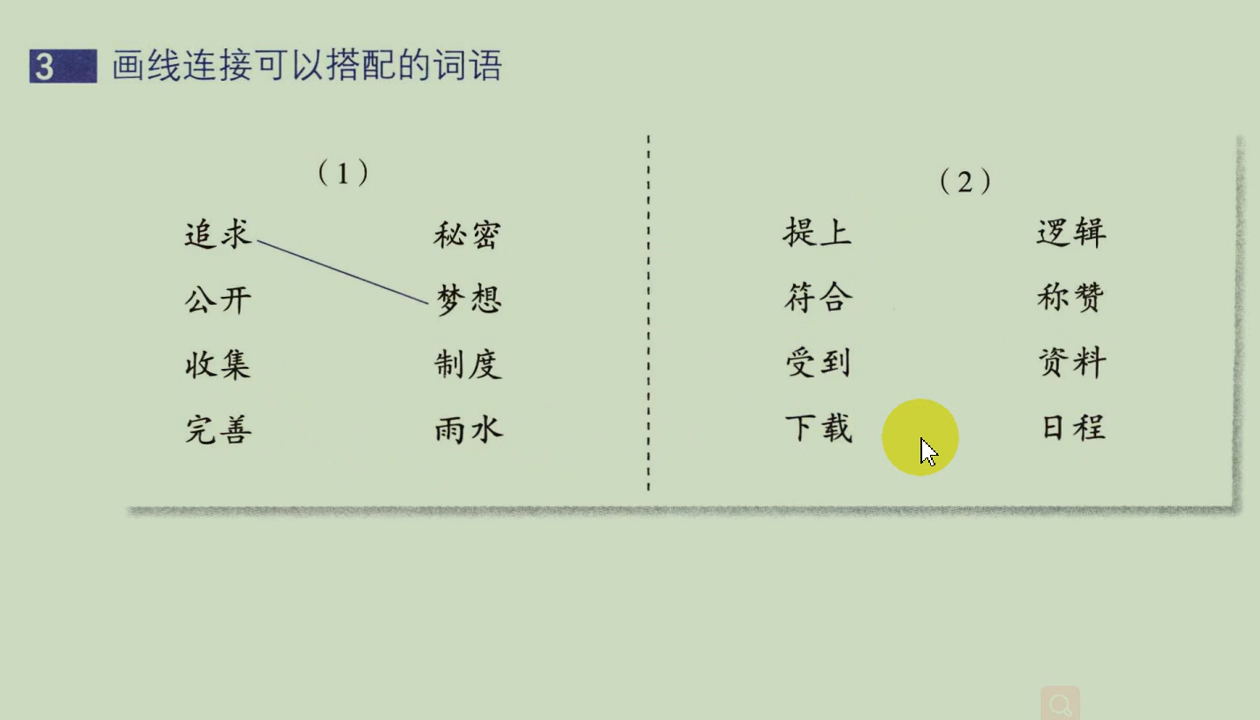 3 画线连接可以搭配的词语
（1）
追求 秘密
公开 梦想
收集 制度
完善 雨水
（2）
提上 逻辑
符合 称赞
受到 资料
下载 日程